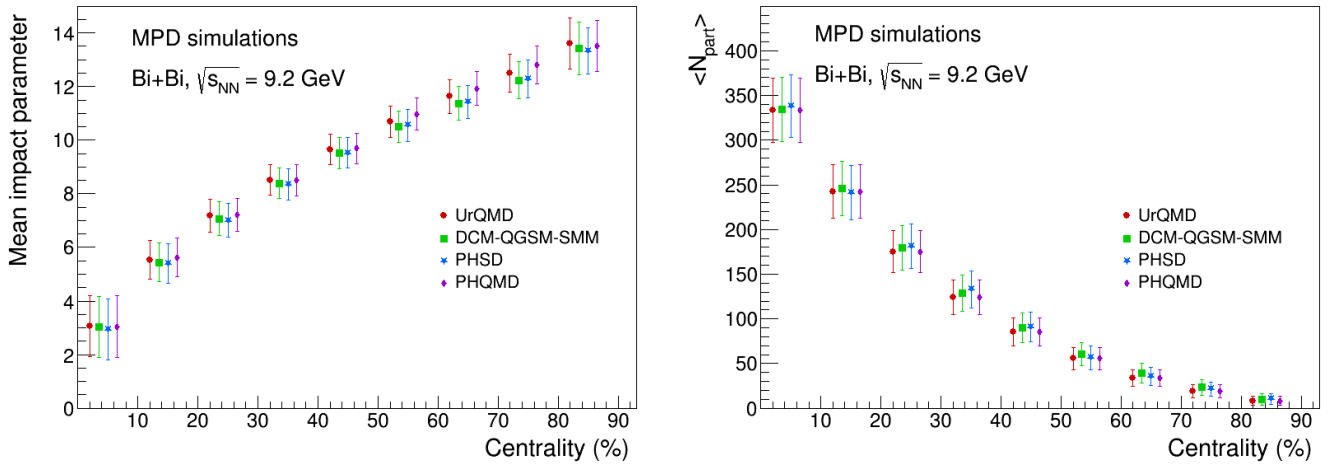 Mean impact parameter
14
12
10
8
6
4
2
0
MPD simulations
Bi+Bi, √sNN = 9.2 GeV
UrQMD
DCM-QGSM-SMM
PHSD
PHQMD
10 20 30 40 50 60 70 80 90
Centrality (%)
<Npart>
400
350
300
250
200
150
100
50
0
MPD simulations
Bi+Bi, √sNN = 9.2 GeV
UrQMD
DCM-QGSM-SMM
PHSD
PHQMD
10 20 30 40 50 60 70 80 90
Centrality (%)